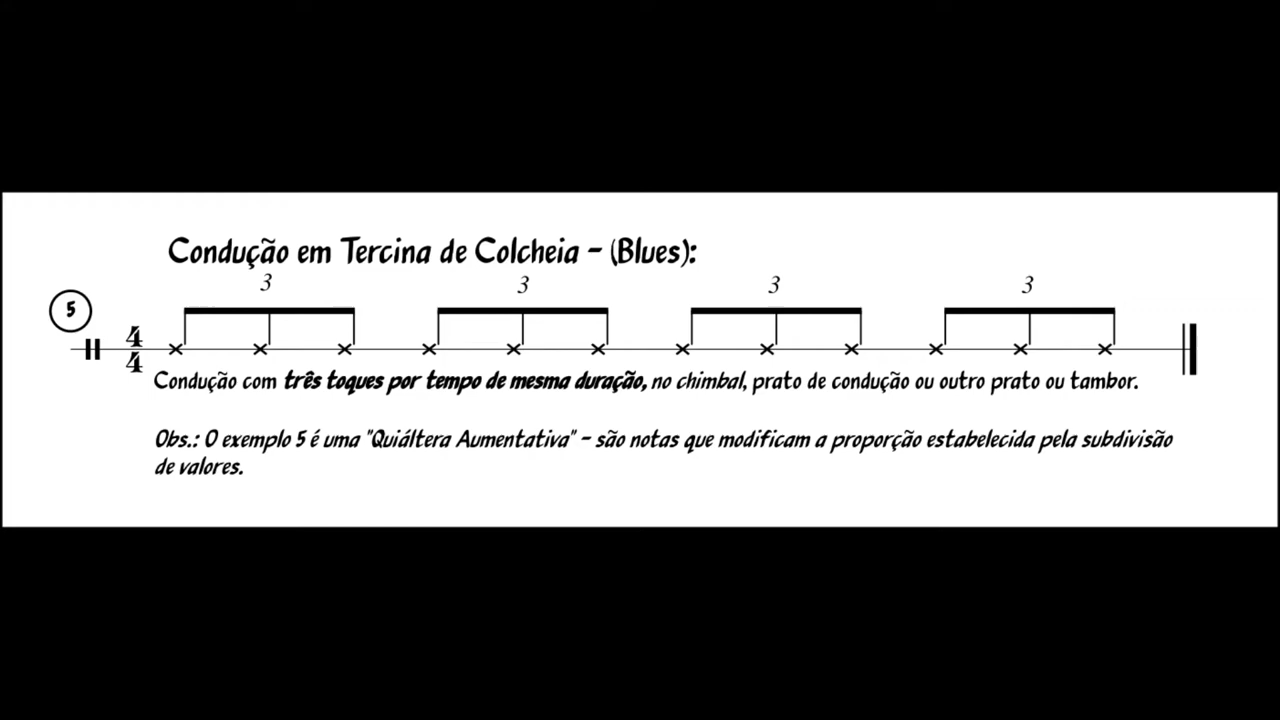 Condução em Tercina de Colcheia - (Blues):
3 3 3 3
5
4
4
Condução com três toques por tempo de mesma duração, no chimbal, prato de condução ou outro prato ou tambor.
Obs.: O exemplo 5 é uma "Quiáltera Aumentativa" - são notas que modificam a proporção estabelecida pela subdivisão
de valores.